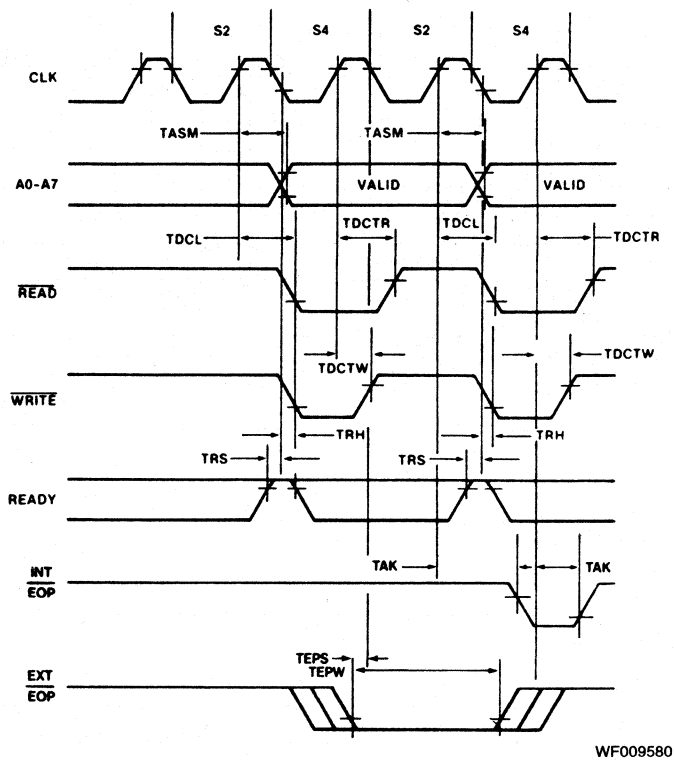 S2 S4 S2 S4
CLK
TASM TASM
A0-A7 VALID VALID
TDCL TDCTR TDCL TDCTR
READ
TDCTW TDCTW
WRITE
TRH TRH
TRS TRS
READY
TAK TAK
INT
EOP
TEPS
TEPW
EXT
EOP
WF009580